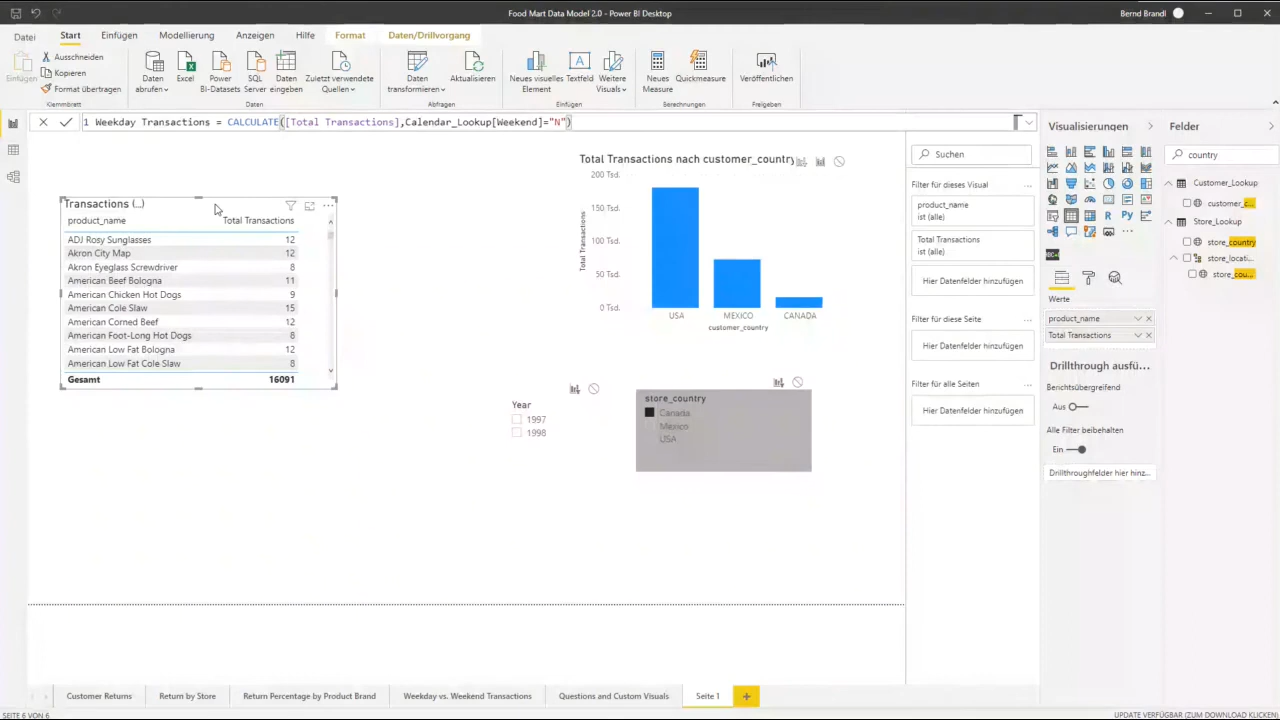 Food Mart Data Model 2.0 - Power BI Desktop
Bernd Brandl
Datei
Start
Einfügen
Modellierung
Anzeigen
Hilfe
Format
Daten/Drillvorgang
Einfügen
Ausschneiden
Kopieren
Format übertragen
Klemmbrett
Daten abrufen
Excel
Power BI-Datasets
SQL Server
Daten eingeben
Zuletzt verwendete Quellen
Daten
Daten transformieren
Aktualisieren
Abfragen
Neues visuelles Element
Textfeld
Weitere Visuals
Einfügen
Neues Measure
Quickmeasure
Berechnungen
Veröffentlichen
Freigeben
1 Weekday Transactions = CALCULATE([Total Transactions],Calendar_Lookup[Weekend]="N")
Transactions (...)
product_name Total Transactions
ADJ Rosy Sunglasses 12
Akron City Map 12
Akron Eyeglass Screwdriver 8
American Beef Bologna 11
American Chicken Hot Dogs 9
American Cole Slaw 15
American Corned Beef 12
American Foot-Long Hot Dogs 8
American Low Fat Bologna 12
American Low Fat Cole Slaw 8
Gesamt 16091
Total Transactions nach customer_country
Total Transactions
200 Tsd.
150 Tsd.
100 Tsd.
50 Tsd.
0 Tsd.
USA MEXICO CANADA
customer_country
Year
1997
1998
store_country
Canada
Mexico
USA
Suchen
Filter für dieses Visual ...
product_name
ist (alle)
Total Transactions
ist (alle)
Hier Datenfelder hinzufügen
Filter für diese Seite ...
Hier Datenfelder hinzufügen
Filter für alle Seiten ...
Hier Datenfelder hinzufügen
Visualisierungen
R Py
...
Werte
product_name
Total Transactions
Drillthrough ausfü...
Berichtsübergreifend
Aus
Alle Filter beibehalten
Ein
Drillthroughfelder hier hinz...
Felder
country
Customer_Lookup
customer_c...
Store_Lookup
store_country
store_locati...
store_cou...
Customer Returns
Return by Store
Return Percentage by Product Brand
Weekday vs. Weekend Transactions
Questions and Custom Visuals
Seite 1
+
SEITE 6 VON 6
UPDATE VERFÜGBAR (ZUM DOWNLOAD KLICKEN)